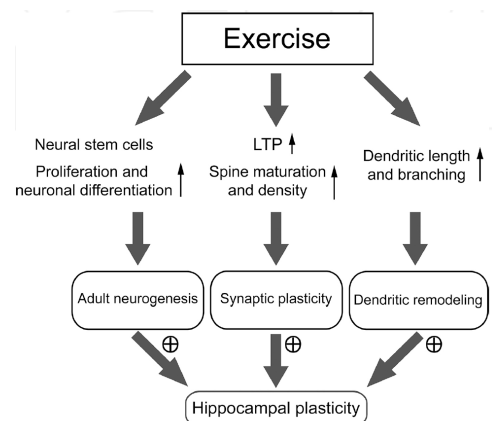 Exercise
Neural stem cells
Proliferation and
neuronal differentiation
LTP
Spine maturation
and density
Dendritic length
and branching
Adult neurogenesis
Synaptic plasticity
Dendritic remodeling
Hippocampal plasticity